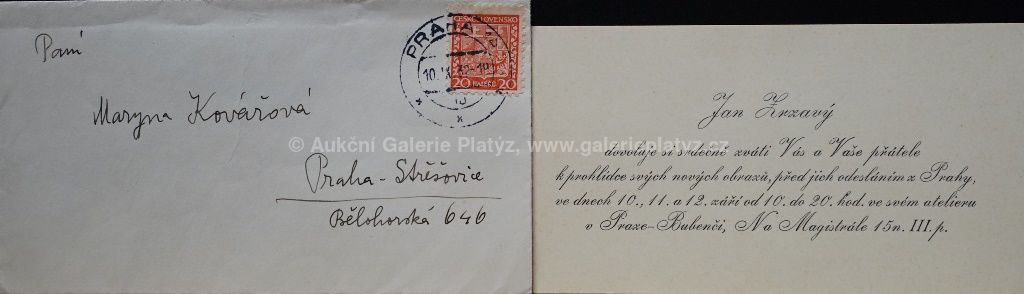 Paní
Maryna Kovářová
Praha-Střešovice
Bělohorská 646
PRAHA
ČESKOSLOVENSKO
20 HALÉŘŮ 20
© Aukční Galerie Platýz, www.galerieplatyz.cz
Jan Zrzavý
dovoluje si srdečně zváti Vás a Vaše přátele
k prohlídce svých nových obrazů, před jich odesláním z Prahy,
ve dnech 10., 11. a 12. září od 10. do 20. hod. ve svém atelieru
v Praze-Bubenči, Na Magistrále 15n. III. p.